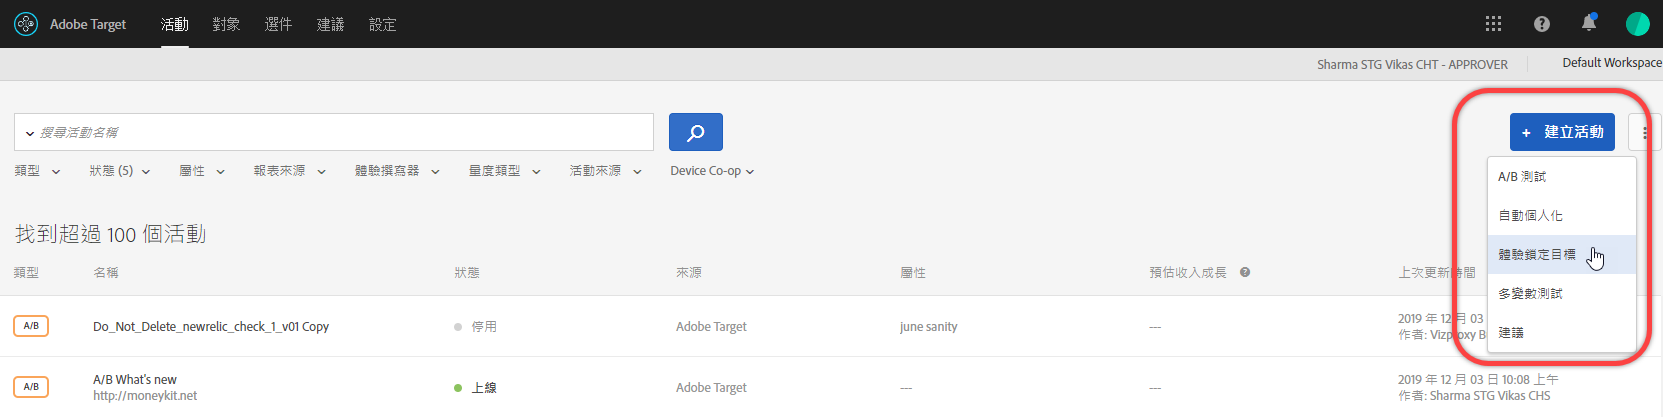 Adobe Target 活動 對象 選件 建議 設定
Sharma STG Vikas CHT - APPROVER Default Workspace
搜尋活動名稱
+ 建立活動
類型 狀態 (5) 屬性 報表來源 體驗撰寫器 量度類型 活動來源 Device Co-op
A/B 測試
自動個人化
體驗鎖定目標
多變數測試
建議
找到超過 100 個活動
類型 名稱 狀態 來源 屬性 預估收入成長 上次更新時間
A/B Do_Not_Delete_newrelic_check_1_v01 Copy 停用 Adobe Target june sanity --- 2019 年 12 月 03
作者: Vizproxy B
A/B A/B What's new 上線 Adobe Target --- --- 2019 年 12 月 03 日 10:08 上午
http://moneykit.net 作者: Sharma STG Vikas CHS